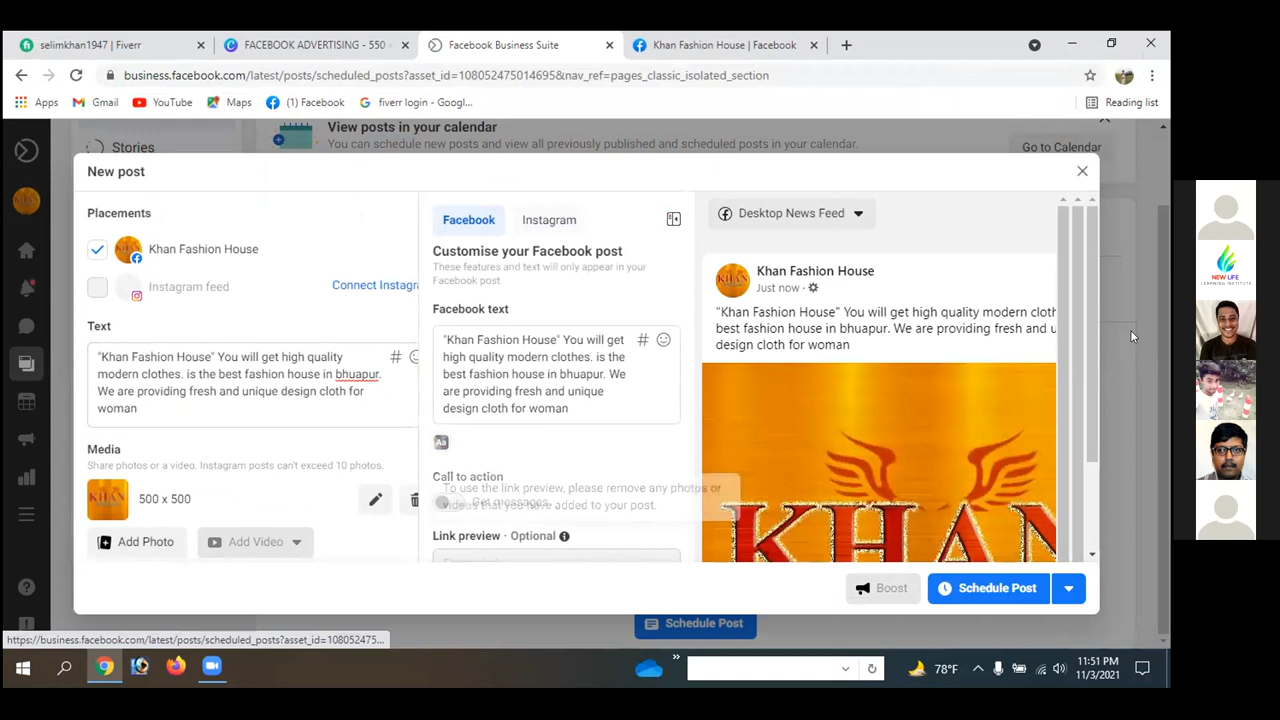 selimkhan1947 | Fiverr
FACEBOOK ADVERTISING - 550 ×
Facebook Business Suite
Khan Fashion House | Facebook
business.facebook.com/latest/posts/scheduled_posts?asset_id=108052475014695&nav_ref=pages_classic_isolated_section
Apps
Gmail
YouTube
Maps
(1) Facebook
fiverr login - Googl...
Reading list
View posts in your calendar
Stories
You can schedule new posts and view all previously published and scheduled posts in your calendar.
Go to Calendar
New post
Placements
Khan Fashion House
Instagram feed
Connect Instagra
Text
"Khan Fashion House" You will get high quality
modern clothes. is the best fashion house in bhuapur.
We are providing fresh and unique design cloth for
woman
Media
Share photos or a video. Instagram posts can't exceed 10 photos.
KHAN
500 x 500
Add Photo
Add Video
Facebook
Instagram
Customise your Facebook post
These features and text will only appear in your
Facebook post.
Facebook text
"Khan Fashion House" You will get
high quality modern clothes. is the
best fashion house in bhuapur. We
are providing fresh and unique
design cloth for woman
Aa
Call to action
Get messages
To use the link preview, please remove any photos or
videos that you have added to your post.
Link preview · Optional
Desktop News Feed
Khan Fashion House
Just now
"Khan Fashion House" You will get high quality modern cloth
best fashion house in bhuapur. We are providing fresh and u
design cloth for woman
KHAN
Boost
Schedule Post
Schedule Post
https://business.facebook.com/latest/posts/scheduled_posts?asset_id=108052475...
78°F
11:51 PM
11/3/2021
NEW LIFE
LEARNING INSTITUTE